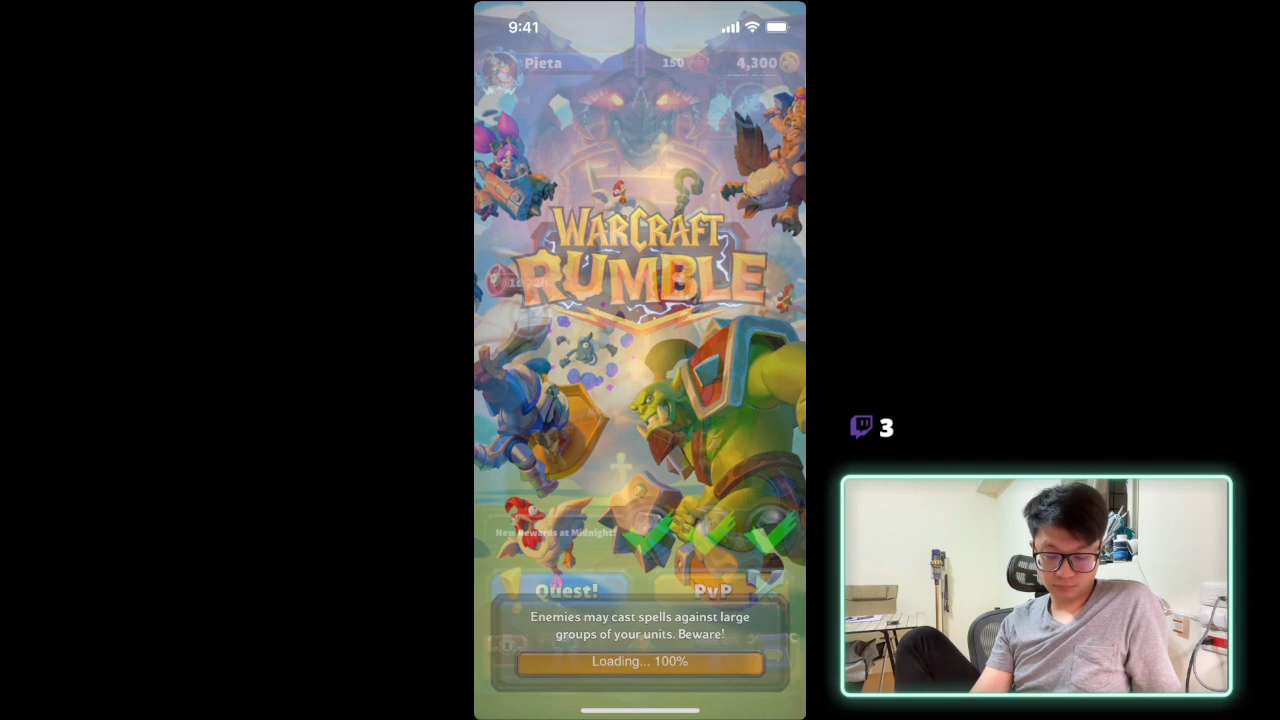 9:41
Pieta
150
4,300
WARCRAFT
RUMBLE
3
New Rewards at Midnight!
Quest!
PvP
Enemies may cast spells against large
groups of your units. Beware!
Loading... 100%